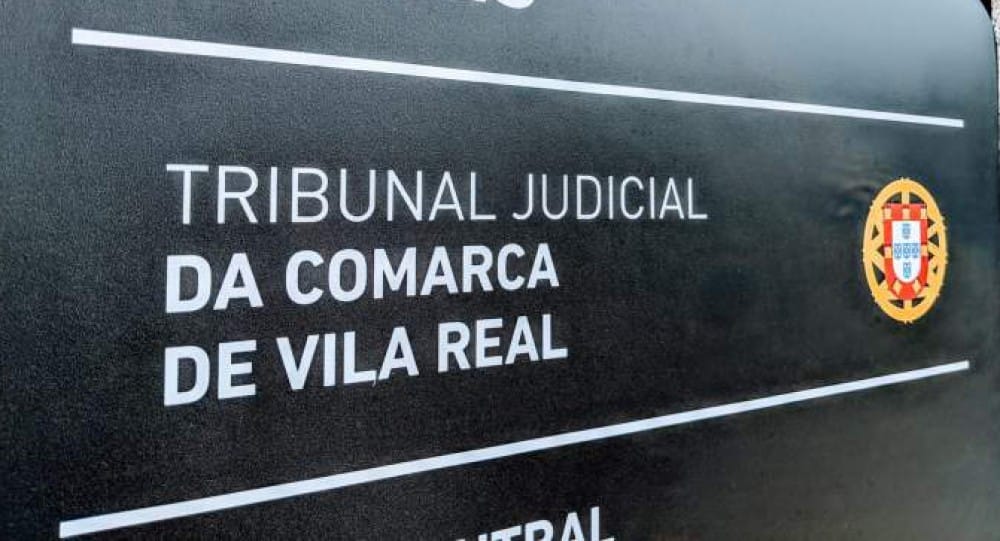 TRIBUNAL JUDICIAL
DA COMARCA
DE VILA REAL